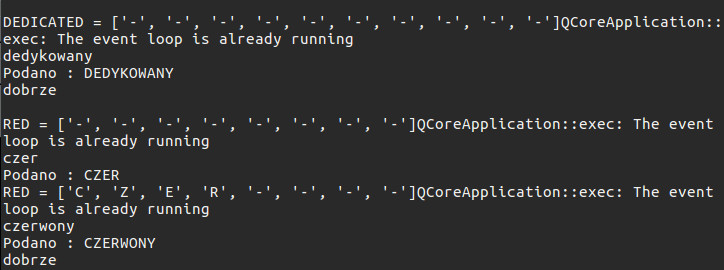 DEDICATED = ['-', '-', '-', '-', '-', '-', '-', '-', '-', '-']QCoreApplication::
exec: The event loop is already running
dedykowany
Podano : DEDYKOWANY
dobrze
RED = ['-', '-', '-', '-', '-', '-', '-', '-']QCoreApplication::exec: The event
loop is already running
czer
Podano : CZER
RED = ['C', 'Z', 'E', 'R', '-', '-', '-', '-']QCoreApplication::exec: The event
loop is already running
czerwony
Podano : CZERWONY
dobrze